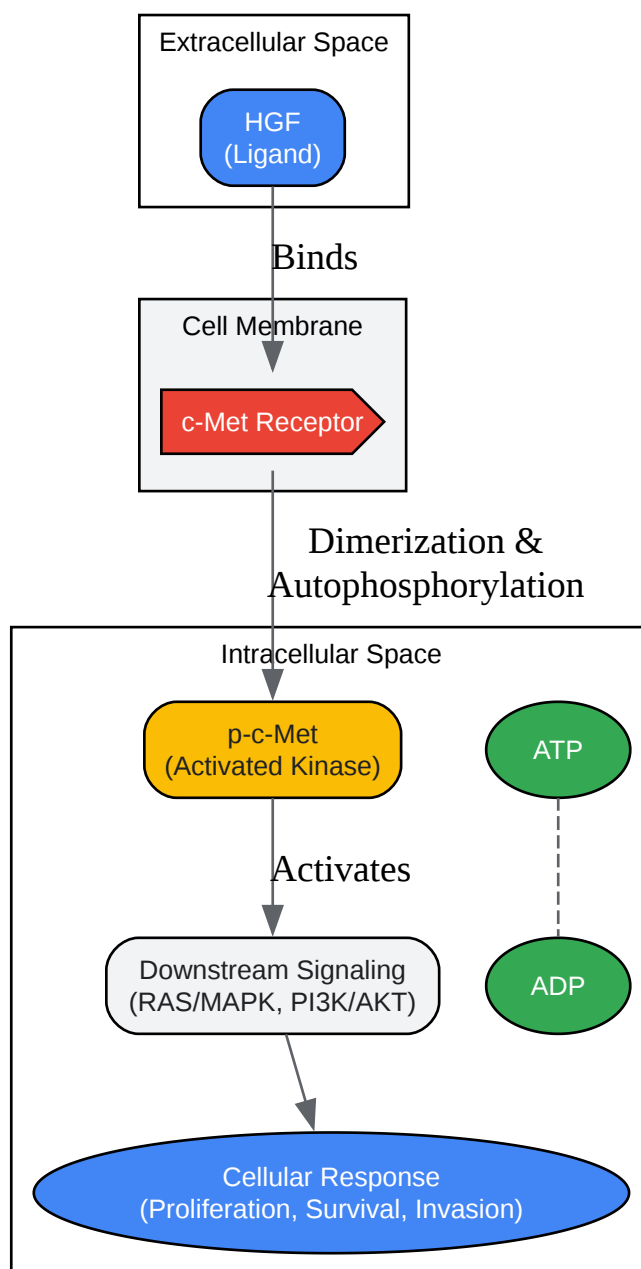 Extracellular Space
HGF
(Ligand)
Binds
Cell Membrane
c-Met Receptor
Dimerization &
Autophosphorylation
Intracellular Space
p-c-Met
(Activated Kinase)
ATP
Activates
Downstream Signaling
(RAS/MAPK, PI3K/AKT)
ADP
Cellular Response
(Proliferation, Survival, Invasion)